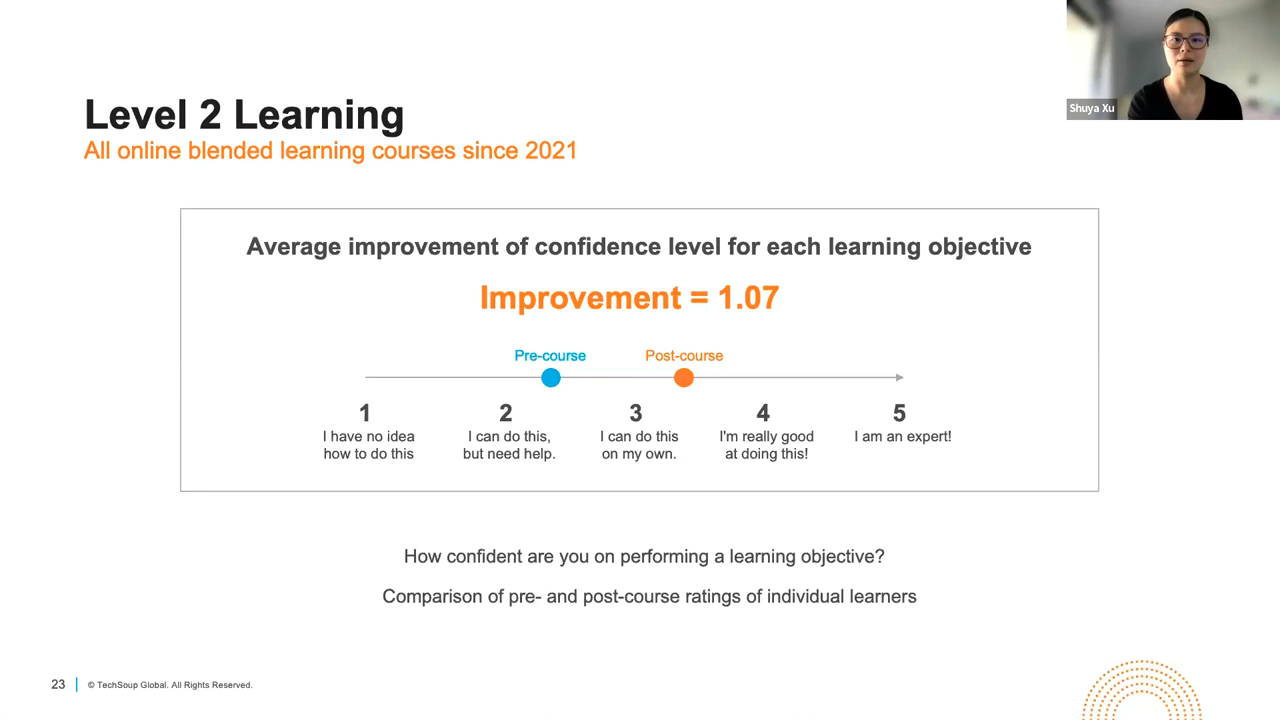 Shuya Xu
Level 2 Learning
All online blended learning courses since 2021
Average improvement of confidence level for each learning objective
Improvement = 1.07
Pre-course
Post-course
1
I have no idea
how to do this
2
I can do this,
but need help.
3
I can do this
on my own.
4
I'm really good
at doing this!
5
I am an expert!
How confident are you on performing a learning objective?
Comparison of pre- and post-course ratings of individual learners
23
© TechSoup Global. All Rights Reserved.